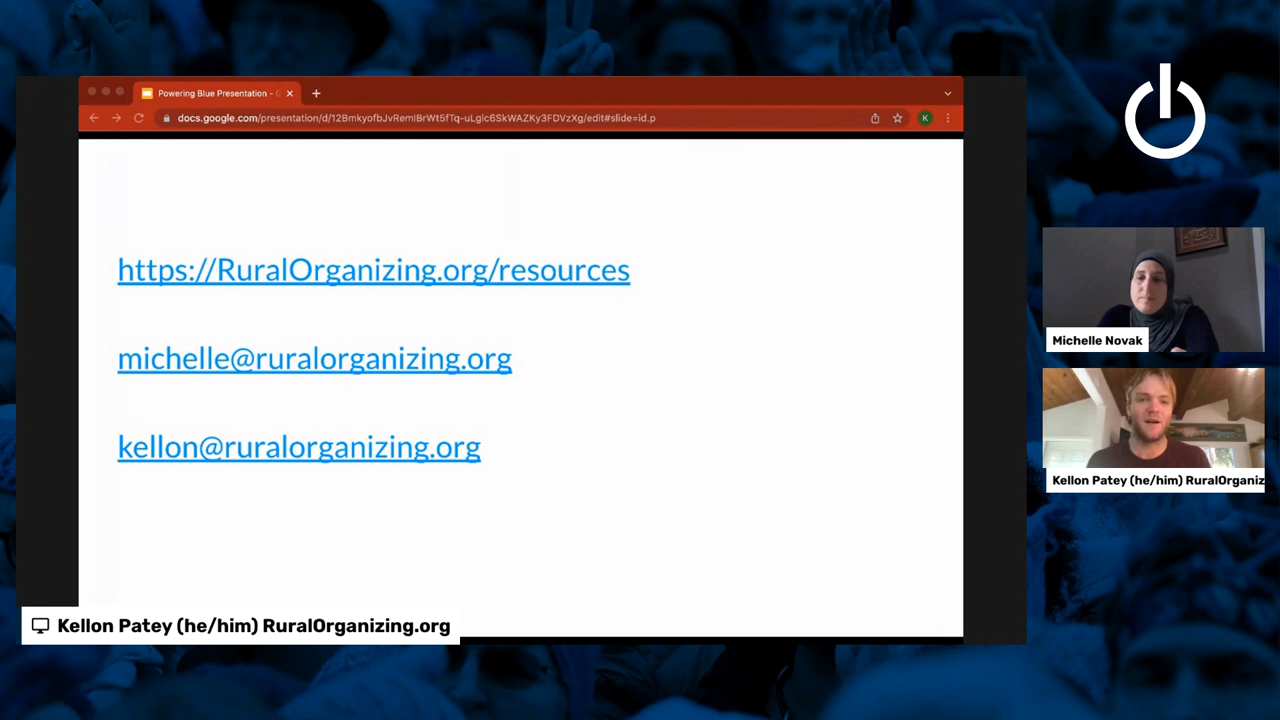 Powering Blue Presentation - G
docs.google.com/presentation/d/12BmkyofbJvRemIBrWt5fTq-uLglc6SkWAZKy3FDVzXg/edit#slide=id.p
K
https://RuralOrganizing.org/resources
michelle@ruralorganizing.org
kellon@ruralorganizing.org
Michelle Novak
Kellon Patey (he/him) RuralOrganiz
Kellon Patey (he/him) RuralOrganizing.org